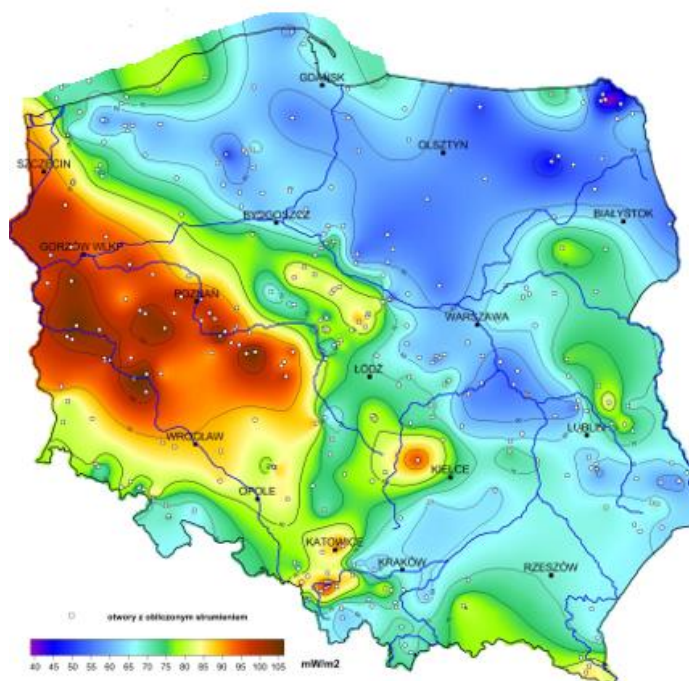 GDAŃSK
OLSZTYN
SZCZECIN
BYDGOSZCZ
BIAŁYSTOK
GORZÓW WLKP
POZNAŃ
WARSZAWA
ŁÓDŹ
LUBLIN
WROCŁAW
KIELCE
OPOLE
KATOWICE
KRAKÓW
RZESZÓW
otwory z obliczonym strumieniem
40 45 50 55 60 65 70 75 80 85 90 95 100 105 mW/m2